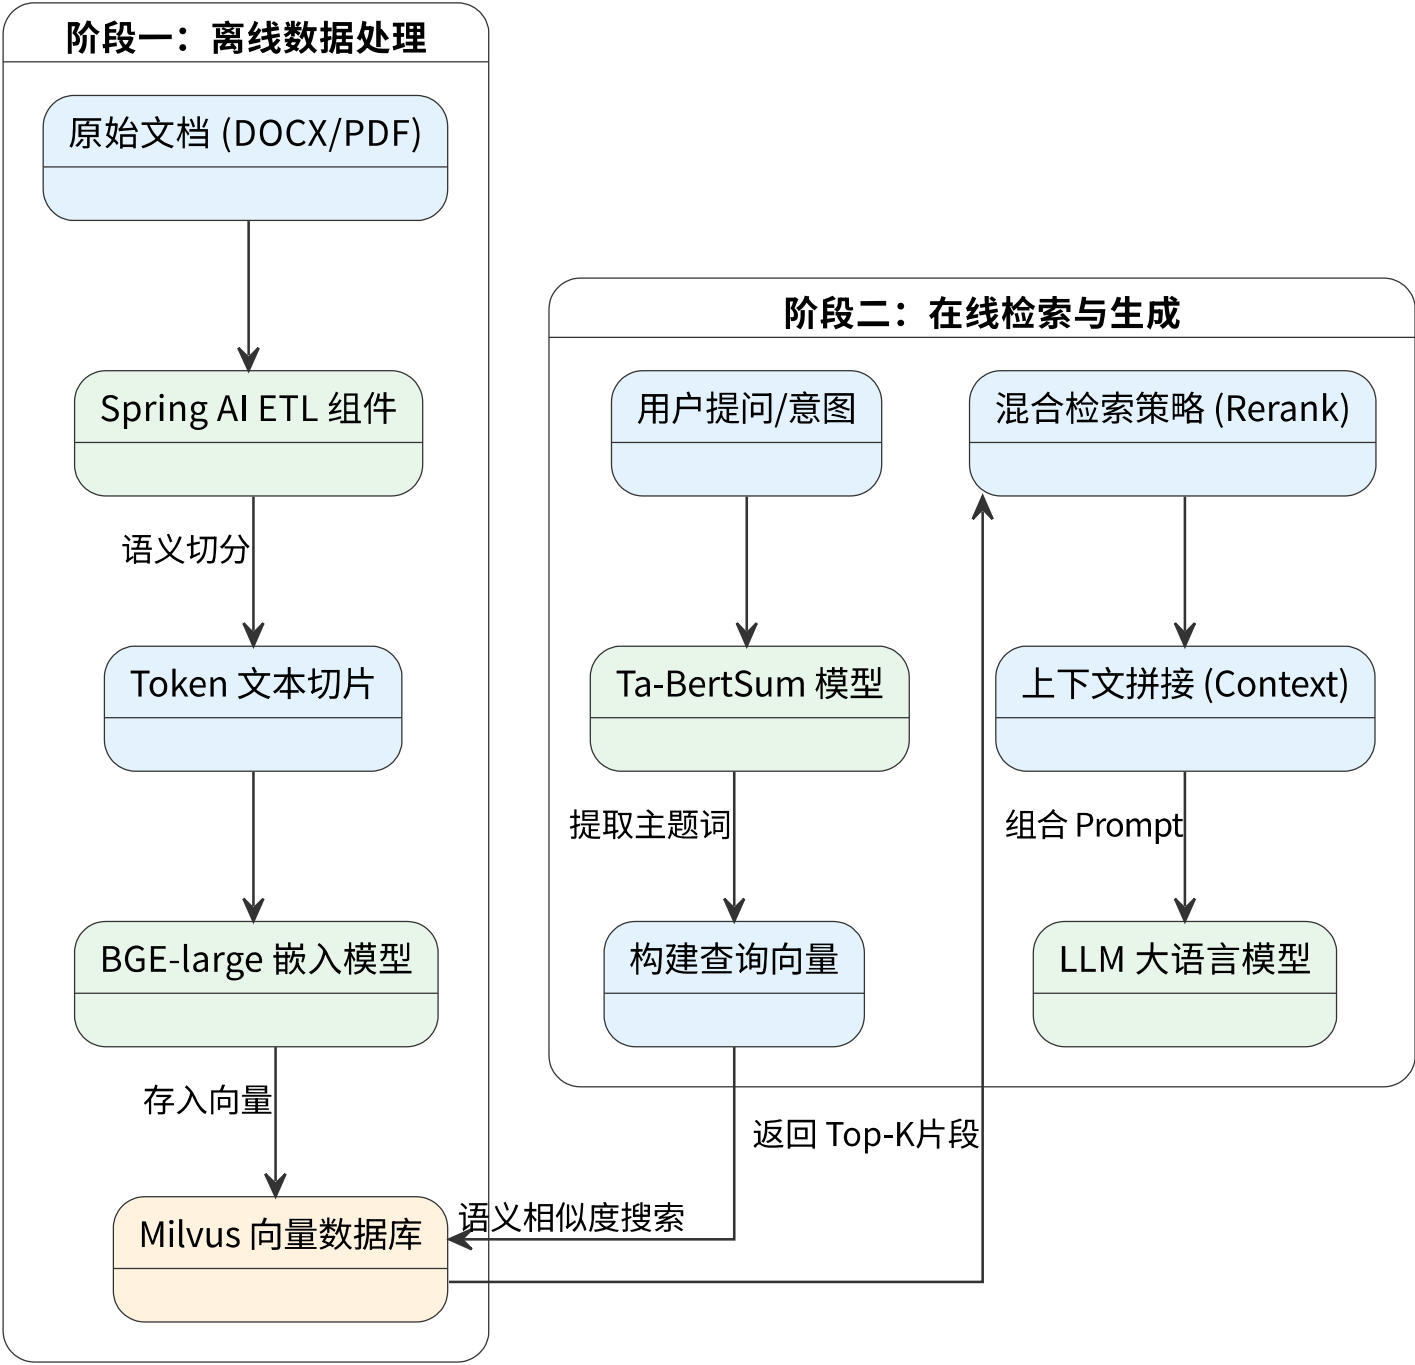 阶段一：离线数据处理
原始文档 (DOCX/PDF)
Spring AI ETL 组件
语义切分
Token 文本切片
BGE-large 嵌入模型
存入向量
Milvus 向量数据库
阶段二：在线检索与生成
用户提问/意图
Ta-BertSum 模型
提取主题词
构建查询向量
语义相似度搜索
返回 Top-K片段
混合检索策略 (Rerank)
上下文拼接 (Context)
组合 Prompt
LLM 大语言模型